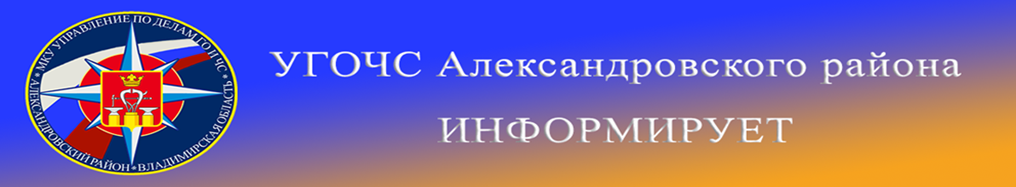 МКУ УПРАВЛЕНИЕ ПО ДЕЛАМ ГО И ЧС
АЛЕКСАНДРОВСКИЙ РАЙОН • ВЛАДИМИРСКАЯ ОБЛАСТЬ
УГОЧС Александровского района
ИНФОРМИРУЕТ